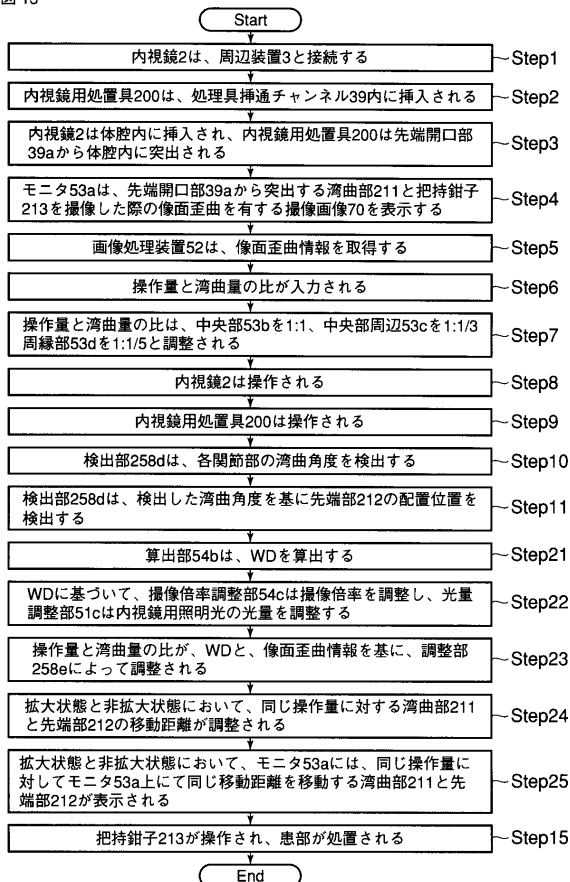 Start
内視鏡2は、周辺装置3と接続する
Step1
内視鏡用処置具200は、処理具挿通チャンネル39内に挿入される
Step2
内視鏡2は体腔内に挿入され、内視鏡用処置具200は先端開口部
39aから体腔内に突出される
Step3
モニタ53aは、先端開口部39aから突出する湾曲部211と把持鉗子
213を撮像した際の像面歪曲を有する撮像画像70を表示する
Step4
画像処理装置52は、像面歪曲情報を取得する
Step5
操作量と湾曲量の比が入力される
Step6
操作量と湾曲量の比は、中央部53bを1:1、中央部周辺53cを1:1/3
周縁部53dを1:1/5と調整される
Step7
内視鏡2は操作される
Step8
内視鏡用処置具200は操作される
Step9
検出部258dは、各関節部の湾曲角度を検出する
Step10
検出部258dは、検出した湾曲角度を基に先端部212の配置位置を
検出する
Step11
算出部54bは、WDを算出する
Step21
WDに基づいて、撮像倍率調整部54cは撮像倍率を調整し、光量
調整部51cは内視鏡用照明光の光量を調整する
Step22
操作量と湾曲量の比が、WDと、像面歪曲情報を基に、調整部
258eによって調整される
Step23
拡大状態と非拡大状態において、同じ操作量に対する湾曲部211
と先端部212の移動距離が調整される
Step24
拡大状態と非拡大状態において、モニタ53aには、同じ操作量に
対してモニタ53a上にて同じ移動距離を移動する湾曲部211と先
端部212が表示される
Step25
把持鉗子213が操作され、患部が処置される
Step15
End